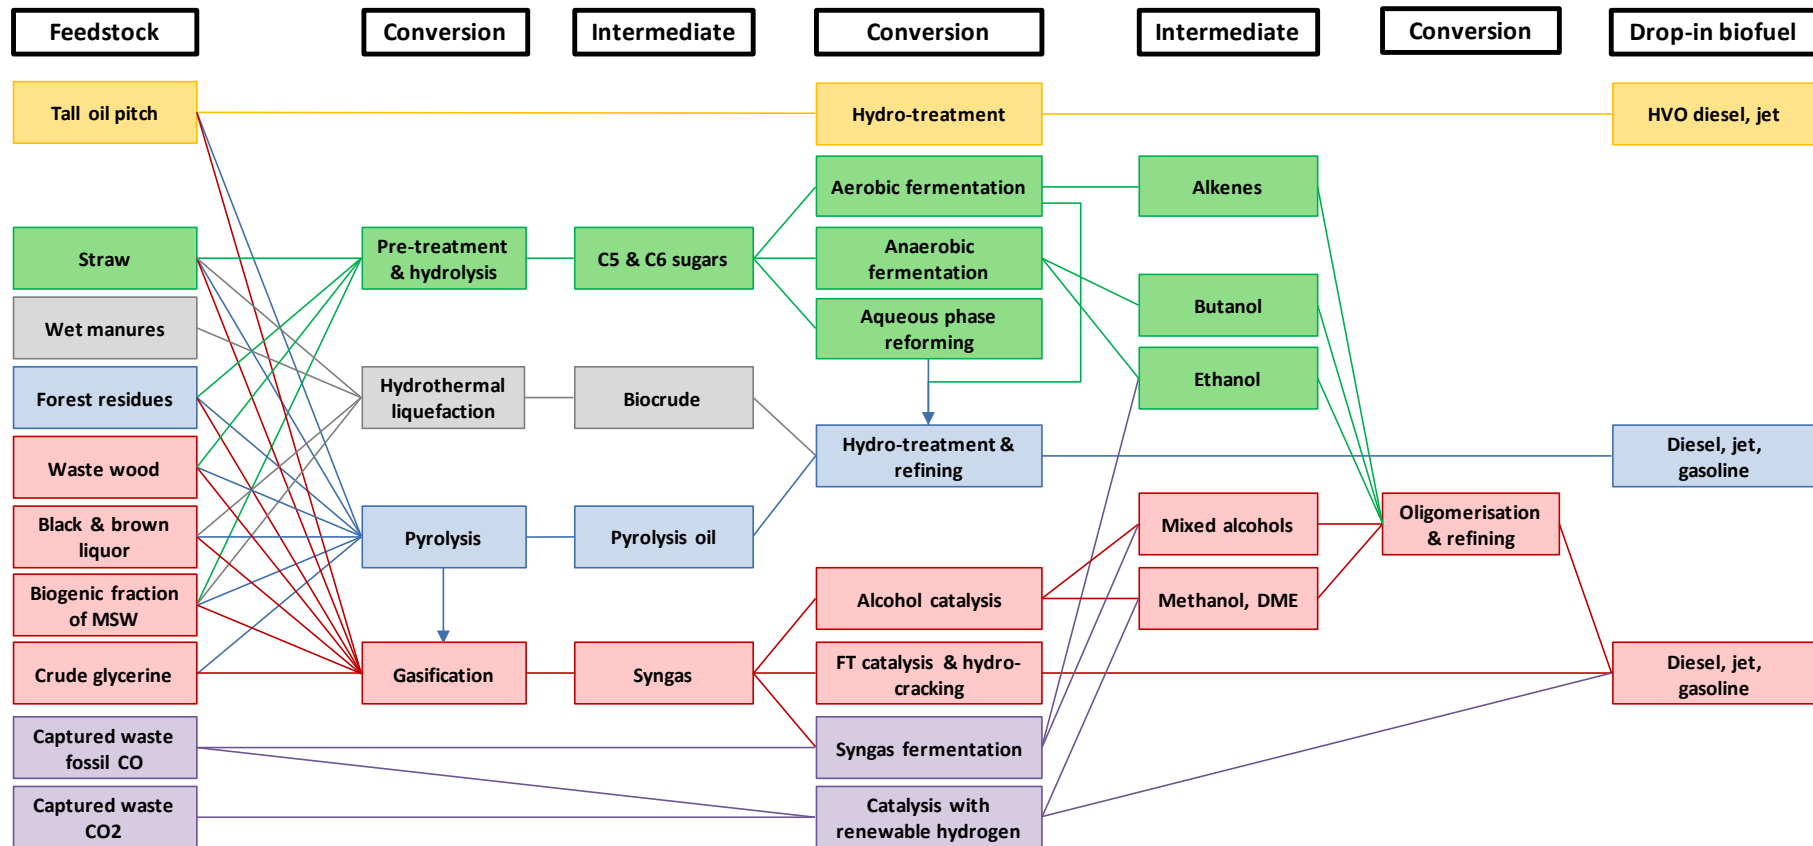 Feedstock
Conversion
Intermediate
Conversion
Intermediate
Conversion
Drop-in biofuel
Tall oil pitch
Hydro-treatment
HVO diesel, jet
Aerobic fermentation
Alkenes
Straw
Pre-treatment
& hydrolysis
C5 & C6 sugars
Anaerobic
fermentation
Wet manures
Aqueous phase
reforming
Butanol
Forest residues
Hydrothermal
liquefaction
Biocrude
Ethanol
Waste wood
Hydro-treatment &
refining
Diesel, jet,
gasoline
Black & brown
liquor
Pyrolysis
Pyrolysis oil
Mixed alcohols
Oligomerisation
& refining
Biogenic fraction
of MSW
Alcohol catalysis
Methanol, DME
Crude glycerine
Gasification
Syngas
FT catalysis & hydro-
cracking
Diesel, jet,
gasoline
Captured waste
fossil CO
Syngas fermentation
Captured waste
CO2
Catalysis with
renewable hydrogen